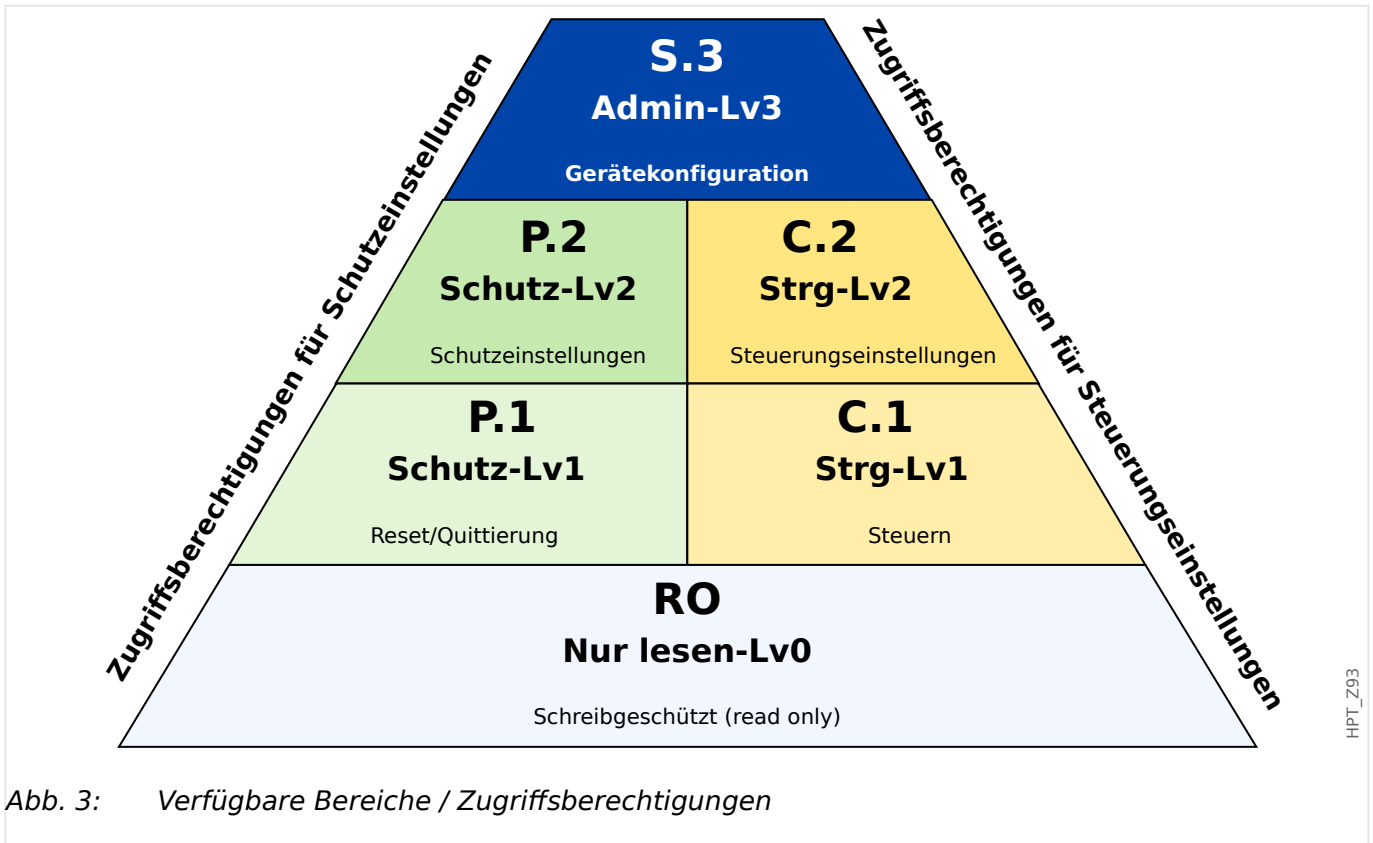 Zugriffsberechtigungen für Schutzeinstellungen
Zugriffsberechtigungen für Steuerungseinstellungen
S.3
Admin-Lv3
Gerätekonfiguration
P.2
Schutz-Lv2
Schutzeinstellungen
C.2
Strg-Lv2
Steuerungseinstellungen
P.1
Schutz-Lv1
Reset/Quittierung
C.1
Strg-Lv1
Steuern
RO
Nur lesen-Lv0
Schreibgeschützt (read only)
HPT_Z93
Abb. 3: Verfügbare Bereiche / Zugriffsberechtigungen